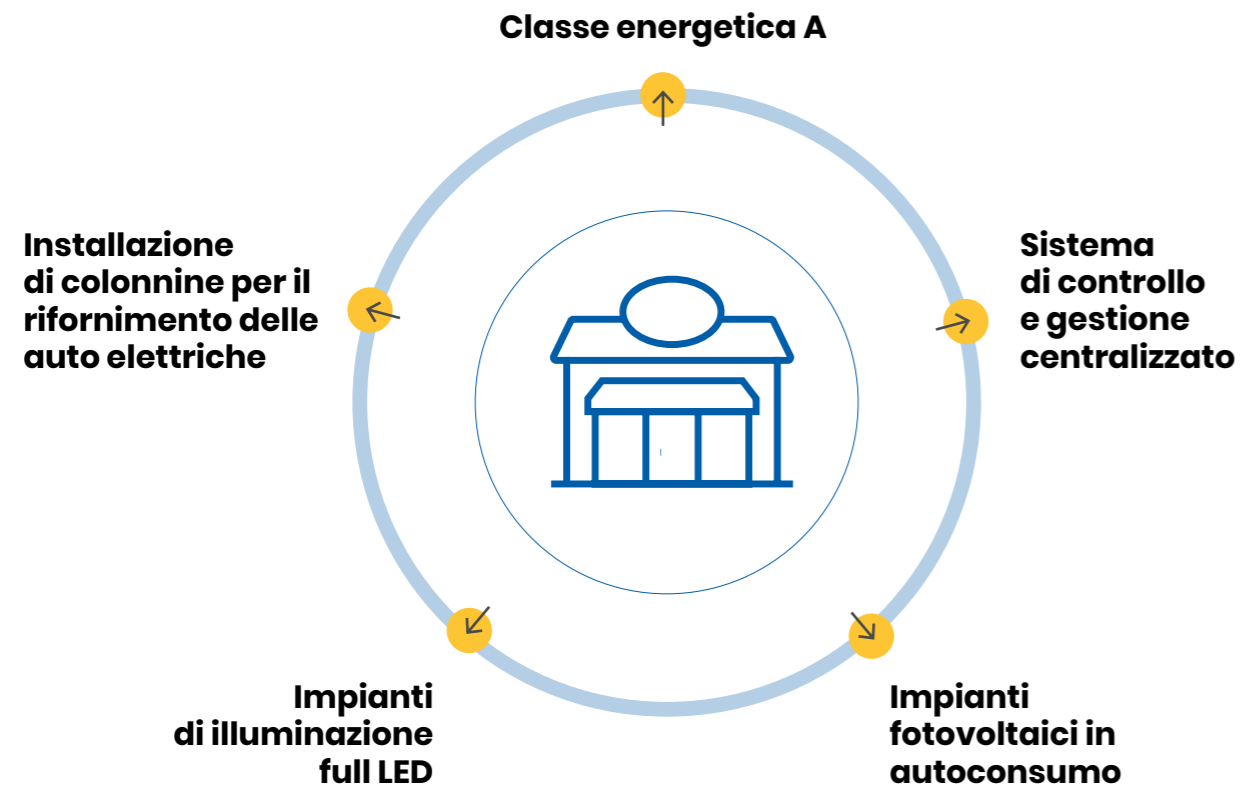 Classe energetica A
Installazione
di colonnine per il
rifornimento delle
auto elettriche
Sistema
di controllo
e gestione
centralizzato
Impianti
di illuminazione
full LED
Impianti
fotovoltaici in
autoconsumo